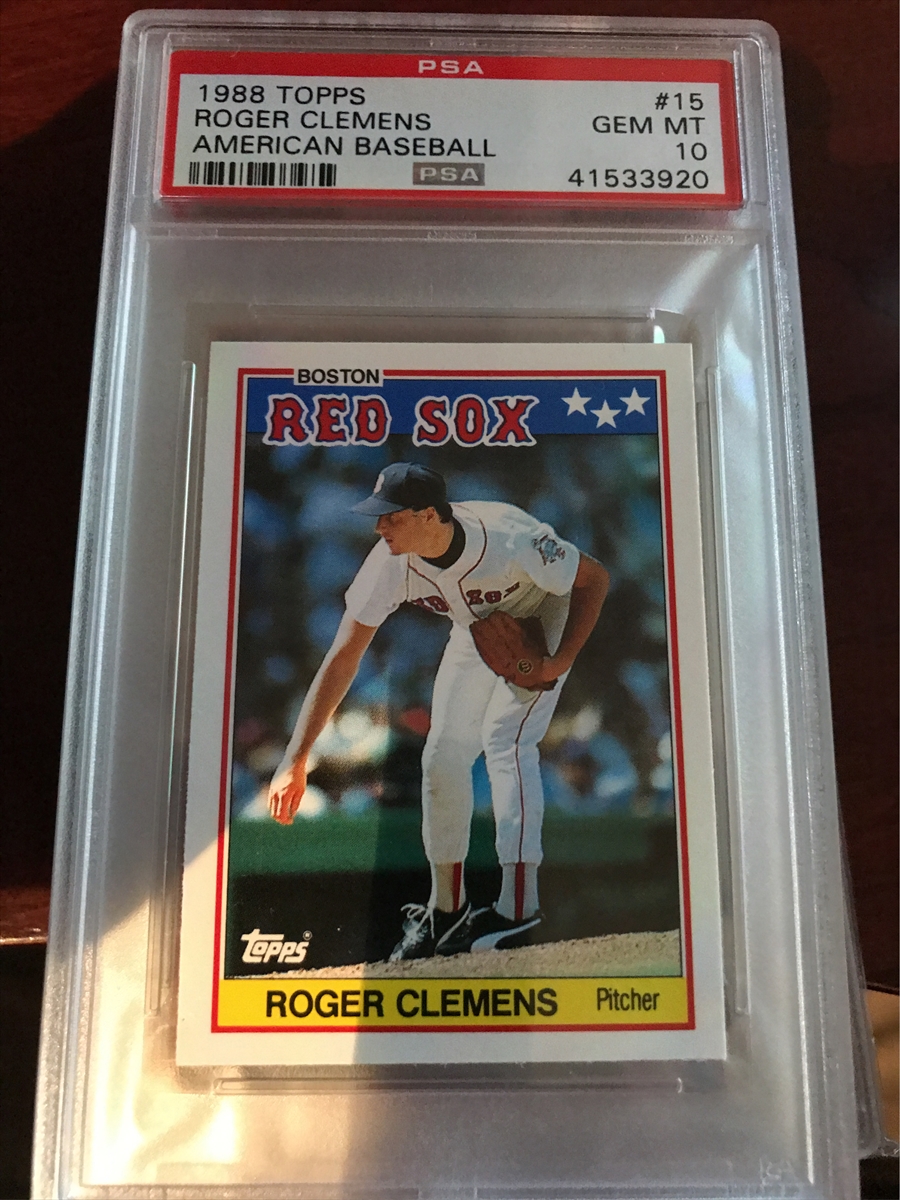 PSA
1988 TOPPS #15
ROGER CLEMENS GEM MT
AMERICAN BASEBALL 10
PSA 41533920
BOSTON
RED SOX
B
topps®
ROGER CLEMENS Pitcher